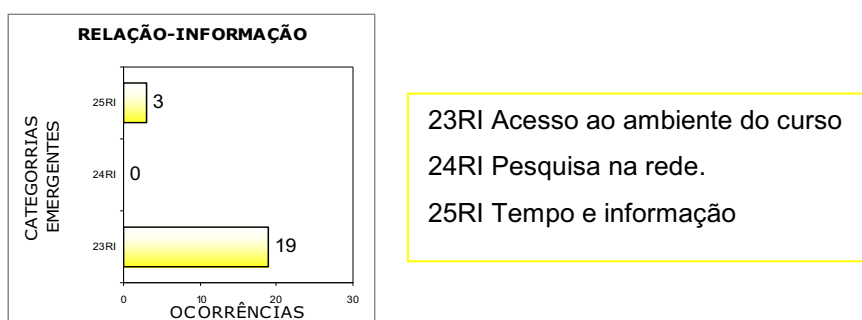 RELAÇÃO-INFORMAÇÃO
CATEGORRIAS
EMERGENTES
25RI
3
24RI
0
23RI
19
0
10
20
30
OCORRÊNCIAS
23RI Acesso ao ambiente do curso
24RI Pesquisa na rede.
25RI Tempo e informação